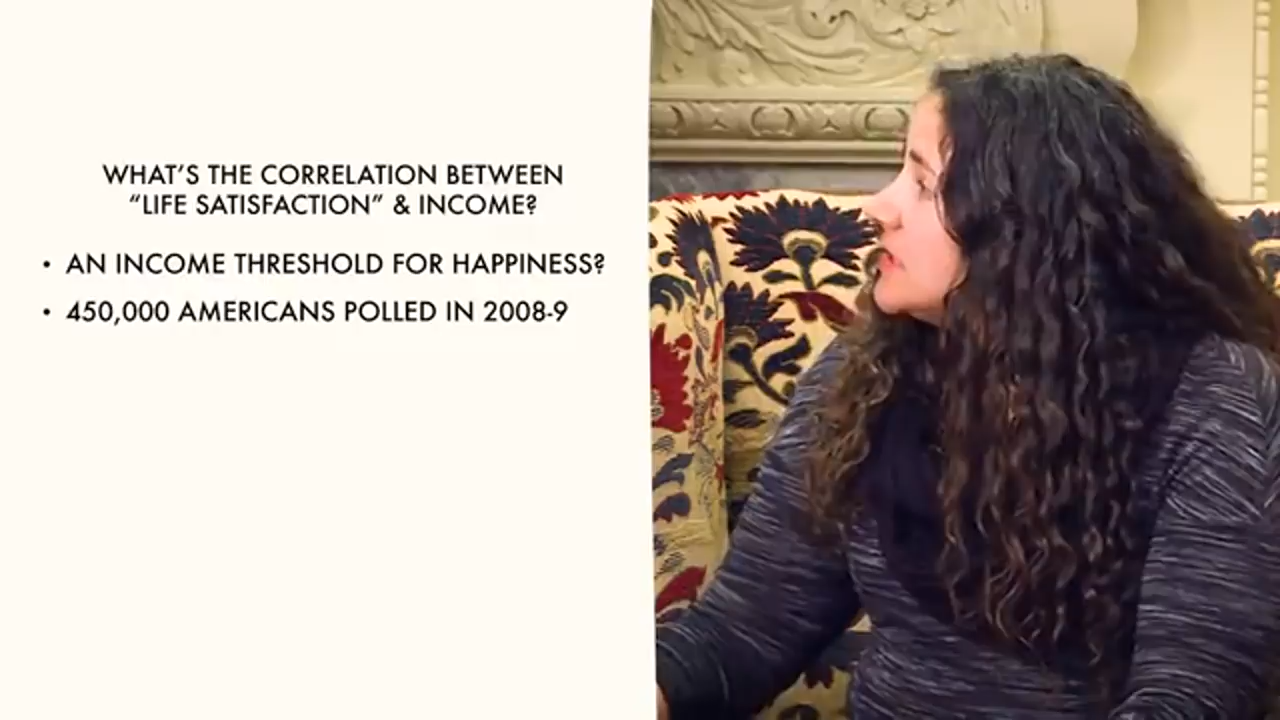 WHAT'S THE CORRELATION BETWEEN
“LIFE SATISFACTION” & INCOME?
• AN INCOME THRESHOLD FOR HAPPINESS?
• 450,000 AMERICANS POLLED IN 2008-9